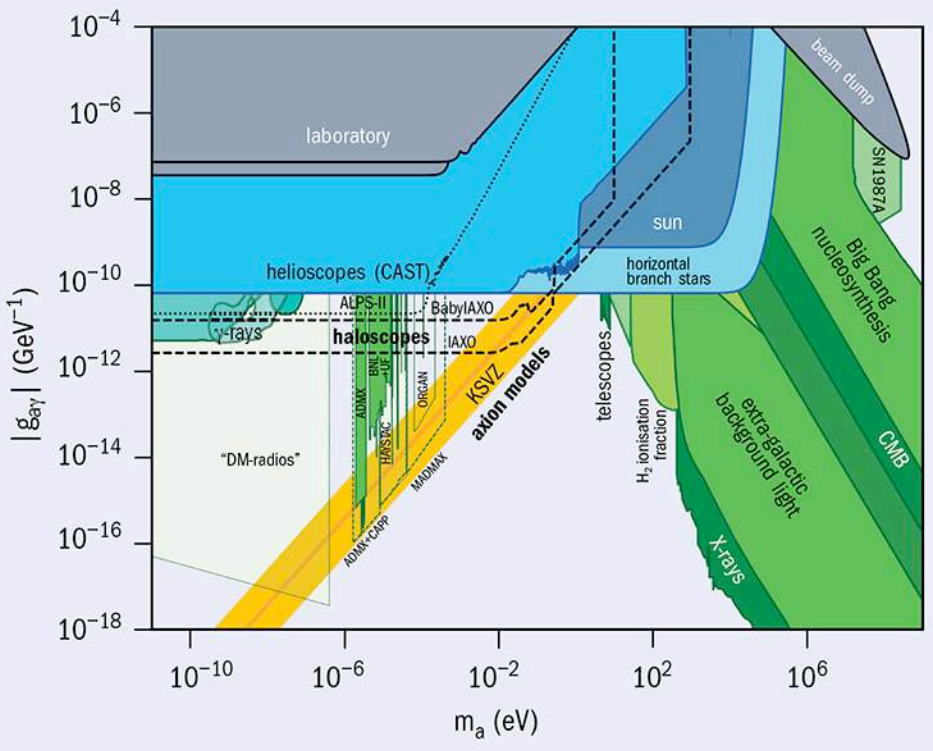 10⁻⁴
10⁻⁶
10⁻⁸
10⁻¹⁰
10⁻¹²
10⁻¹⁴
10⁻¹⁶
10⁻¹⁸
|g_aγ| (GeV⁻¹)
laboratory
beam dump
SN1987A
sun
helioscopes (CAST)
horizontal
branch stars
Big Bang
nucleosynthesis
ALPS-II
BabyIAXO
γ-rays
haloscopes
IAXO
ADMX
BNL
+UF
HAYSTAC
ORGAN
KSVZ
axion models
telescopes
H₂ ionisation
fraction
extra-galactic
background light
CMB
"DM-radios"
MADMAX
ADMX+CAPP
X-rays
10⁻¹⁰
10⁻⁶
10⁻²
10²
10⁶
m_a (eV)